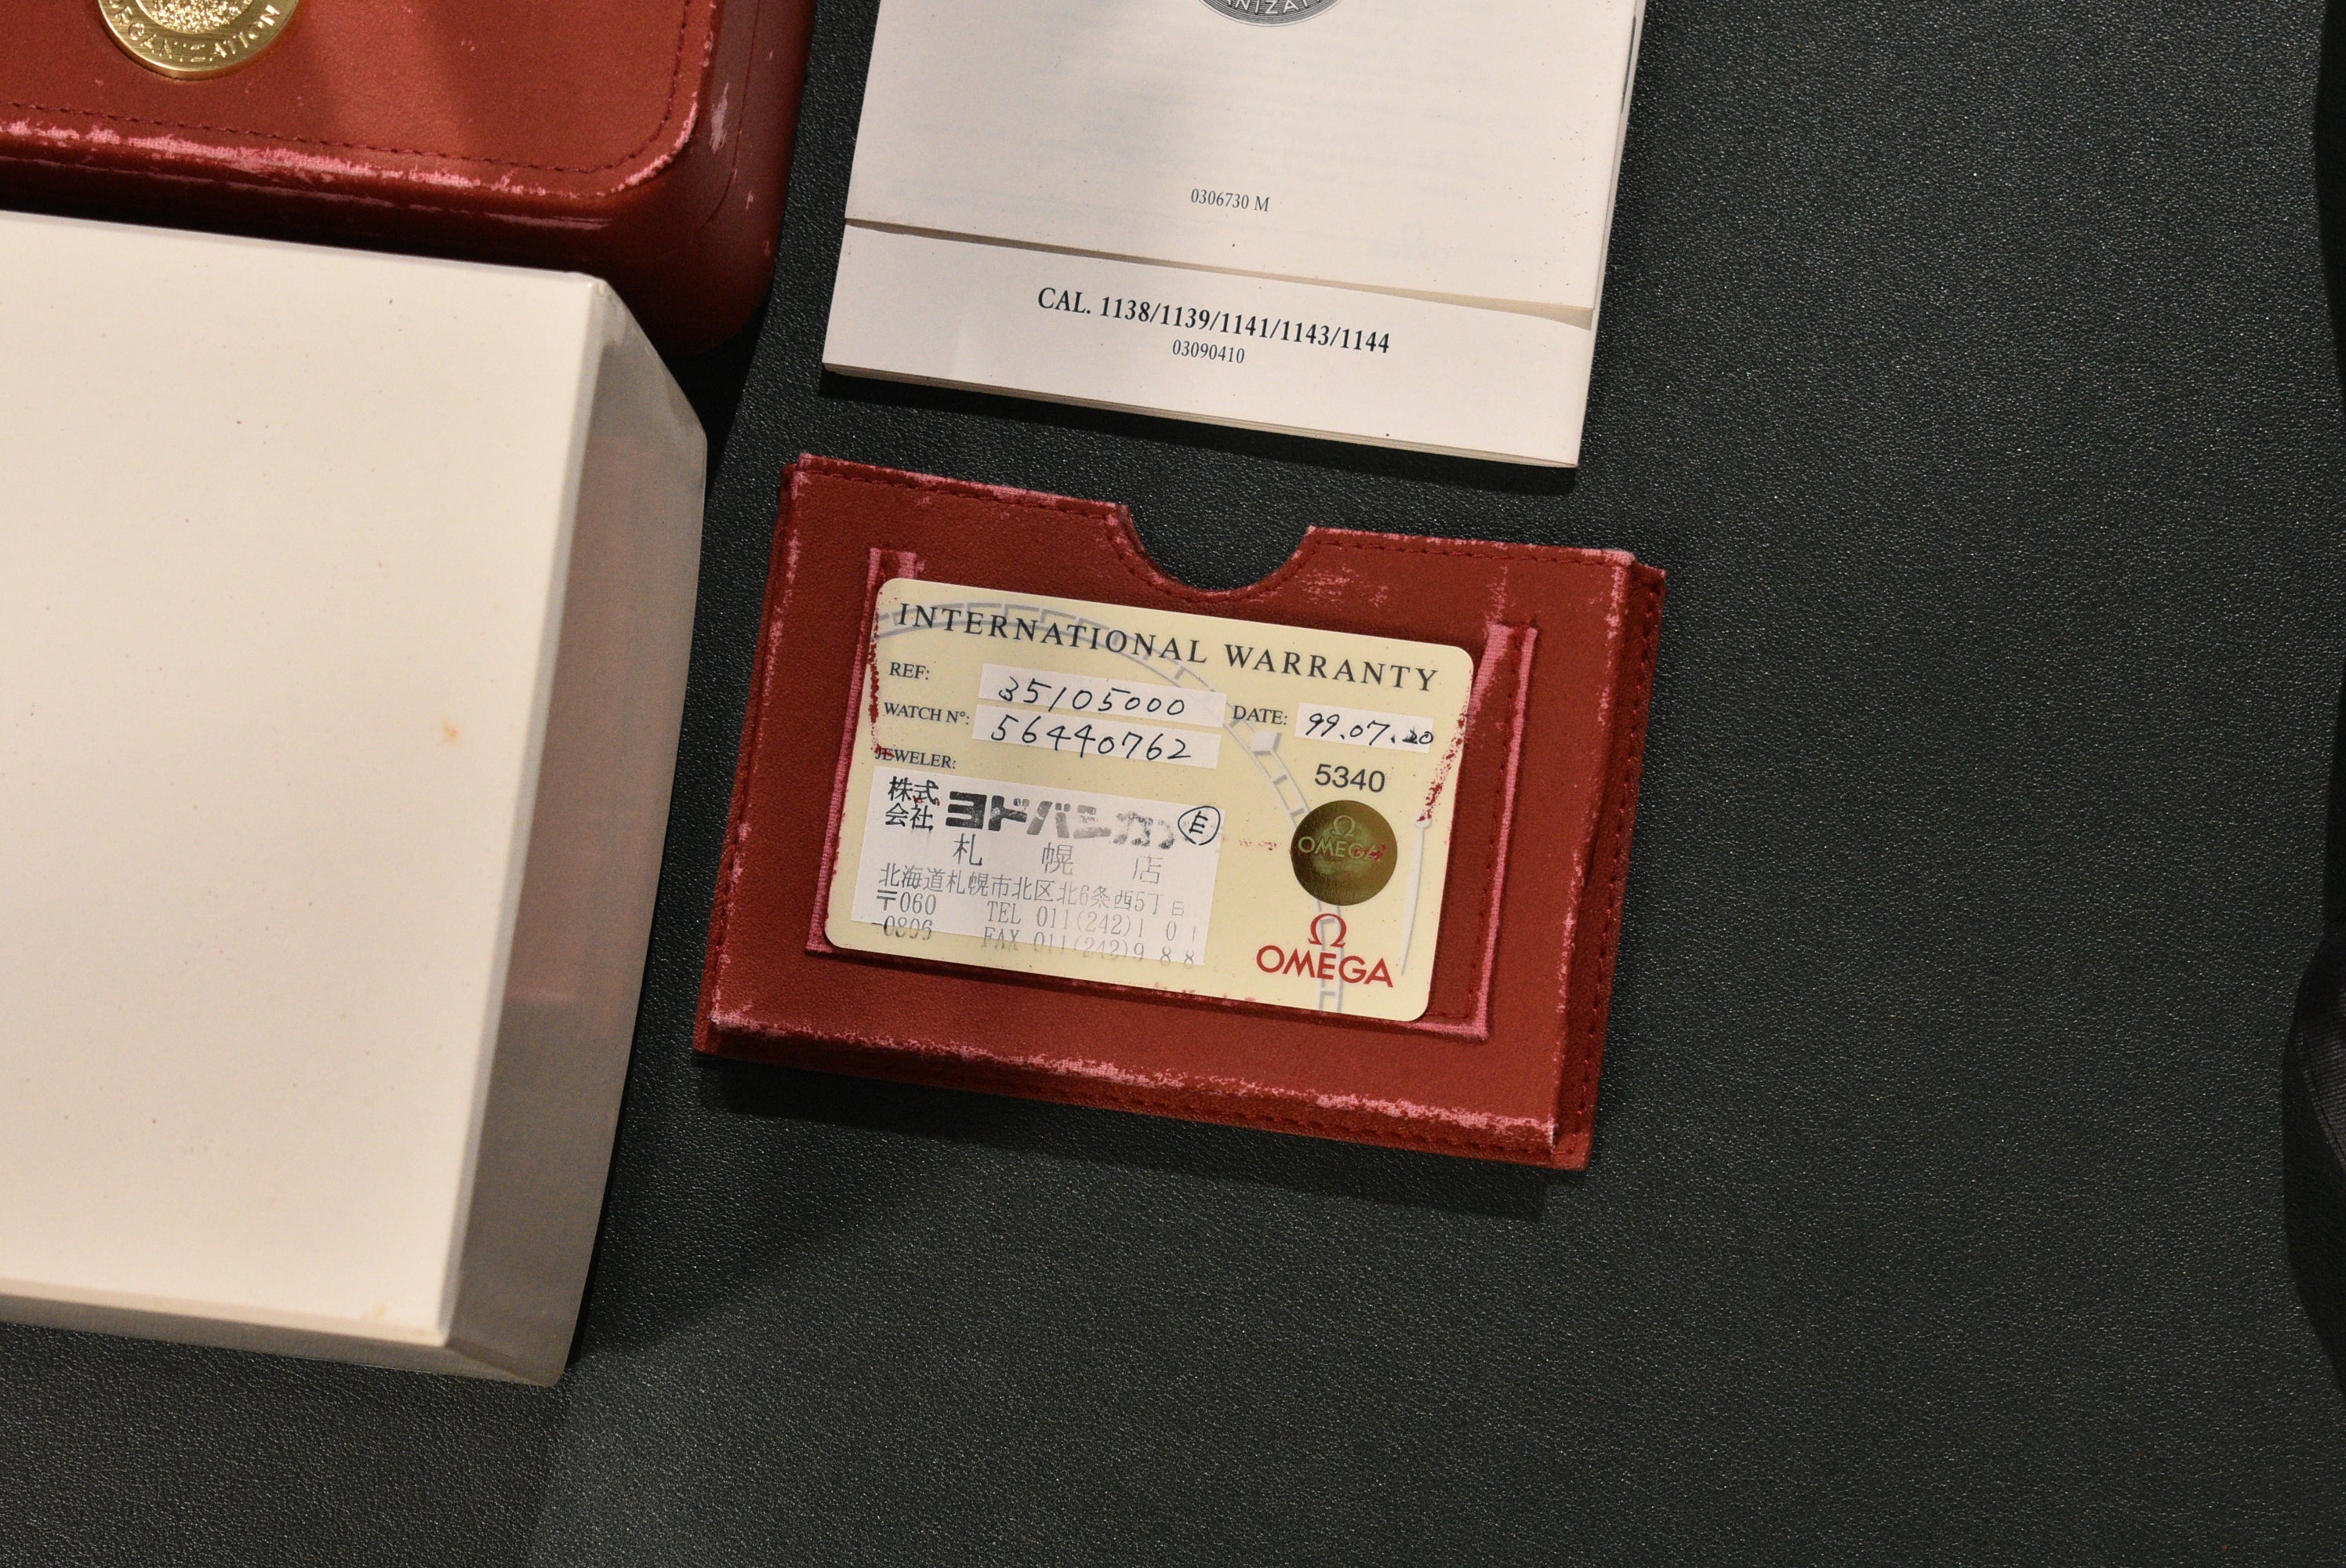 ORGANIZATION
0306730 M
CAL. 1138/1139/1141/1143/1144
03090410
INTERNATIONAL WARRANTY
REF: 35105000
WATCH Nº: 56440762
DATE: 99.07.20
JEWELER:
5340
株式会社 ヨドバシカメ
札幌店
北海道札幌市北区北6条西5丁目
〒060-0806
TEL 011(242)101
FAX 011(242)988
Ω
OMEGA
Ω
OMEGA